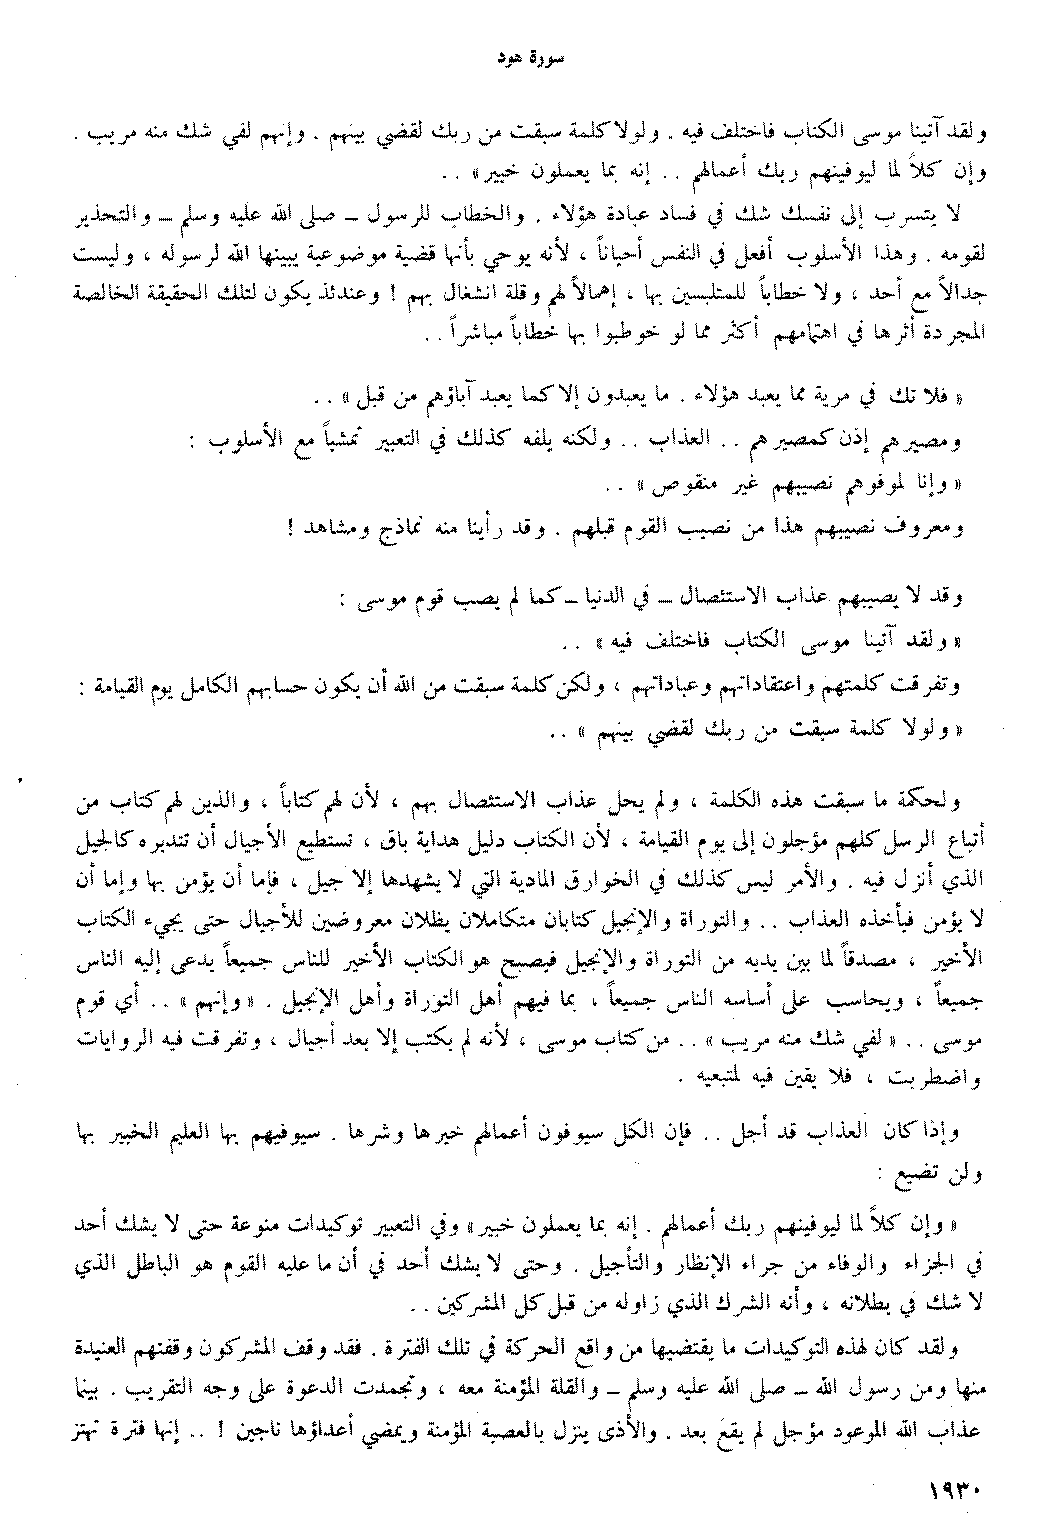 سورة هود
ولقد آتينا موسى الكتاب فاختلف فيه . ولولا كلمة سبقت من ربك لقضي بينهم . وإنهم لفي شك منه مريب .
وإن كلاً لما ليوفينهم ربك أعمالهم .. إنه بما يعملون خبير» ..
لا يتسرب إلى نفسك شك في فساد عبادة هؤلاء . والخطاب للرسول – صلى الله عليه وسلم – والتحذير
لقومه . وهذا الأسلوب أفعل في النفس أحياناً ، لأنه يوحي بأنها قضية موضوعية يبينها الله لرسوله ، وليست
جدالاً مع أحد ، ولا خطاباً للمتلبسين بها ، إهمالاً لهم وقلة انشغال بهم ! وعندئذ يكون لتلك الحقيقة الخالصة
المجردة أثرها في اهتمامهم أكثر مما لو خوطبوا بها خطاباً مباشراً ..
« فلا تك في مرية مما يعبد هؤلاء . ما يعبدون إلا كما يعبد آباؤهم من قبل » ..
ومصيرهم إذن كمصيرهم .. العذاب .. ولكنه يلفه كذلك في التعبير تمشياً مع الأسلوب :
« وإنا لموفوهم نصيبهم غير منقوص » ..
ومعروف نصيبهم هذا من نصيب القوم قبلهم . وقد رأينا منه نماذج ومشاهد !
وقد لا يصيبهم عذاب الاستئصال – في الدنيا – كما لم يصب قوم موسى :
« ولقد آتينا موسى الكتاب فاختلف فيه » ..
وتفرقت كلمتهم واعتقاداتهم وعباداتهم ، ولكن كلمة سبقت من الله أن يكون حسابهم الكامل يوم القيامة :
« ولولا كلمة سبقت من ربك لقضي بينهم » ..
ولحكمة ما سبقت هذه الكلمة ، ولم يحل عذاب الاستئصال بهم ، لأن لهم كتاباً ، والذين لهم كتاب من
أتباع الرسل كلهم مؤجلون إلى يوم القيامة ، لأن الكتاب دليل هداية باق ، تستطيع الأجيال أن تتدبره كالجيل
الذي أنزل فيه . والأمر ليس كذلك في الخوارق المادية التي لا يشهدها إلا جيل ، فإما أن يؤمن بها وإما أن
لا يؤمن فيأخذه العذاب .. والتوراة والإنجيل كتابان متكاملان يظلان معروضين للأجيال حتى يجيء الكتاب
الأخير ، مصدقاً لما بين يديه من التوراة والإنجيل فيصبح هو الكتاب الأخير للناس جميعاً يدعى إليه الناس
جميعاً ، ويحاسب على أساسه الناس جميعاً ، بما فيهم أهل التوراة وأهل الإنجيل . « وإنهم » .. أي قوم
موسى .. « لفي شك منه مريب » .. من كتاب موسى ، لأنه لم يكتب إلا بعد أجيال ، وتفرقت فيه الروايات
واضطربت ، فلا يقين فيه لمتبعيه .
وإذا كان العذاب قد أجل .. فإن الكل سيوفون أعمالهم خيرها وشرها . سيوفيهم بها العليم الخبير بها
ولن تضيع :
« وإن كلاً لما ليوفينهم ربك أعمالهم . إنه بما يعملون خبير» وفي التعبير توكيدات منوعة حتى لا يشك أحد
في الجزاء والوفاء من جراء الإنظار والتأجيل . وحتى لا يشك أحد في أن ما عليه القوم هو الباطل الذي
لا شك في بطلانه ، وأنه الشرك الذي زاوله من قبل كل المشركين ..
ولقد كان لهذه التوكيدات ما يقتضيها من واقع الحركة في تلك الفترة . فقد وقف المشركون وقفتهم العنيدة
منها ومن رسول الله – صلى الله عليه وسلم – والقلة المؤمنة معه ، وتجمدت الدعوة على وجه التقريب . بينما
عذاب الله الموعود مؤجل لم يقع بعد . والأذى ينزل بالعصبة المؤمنة ويمضي أعداؤها ناجين ! .. إنها فترة تهتز
١٩٣٠